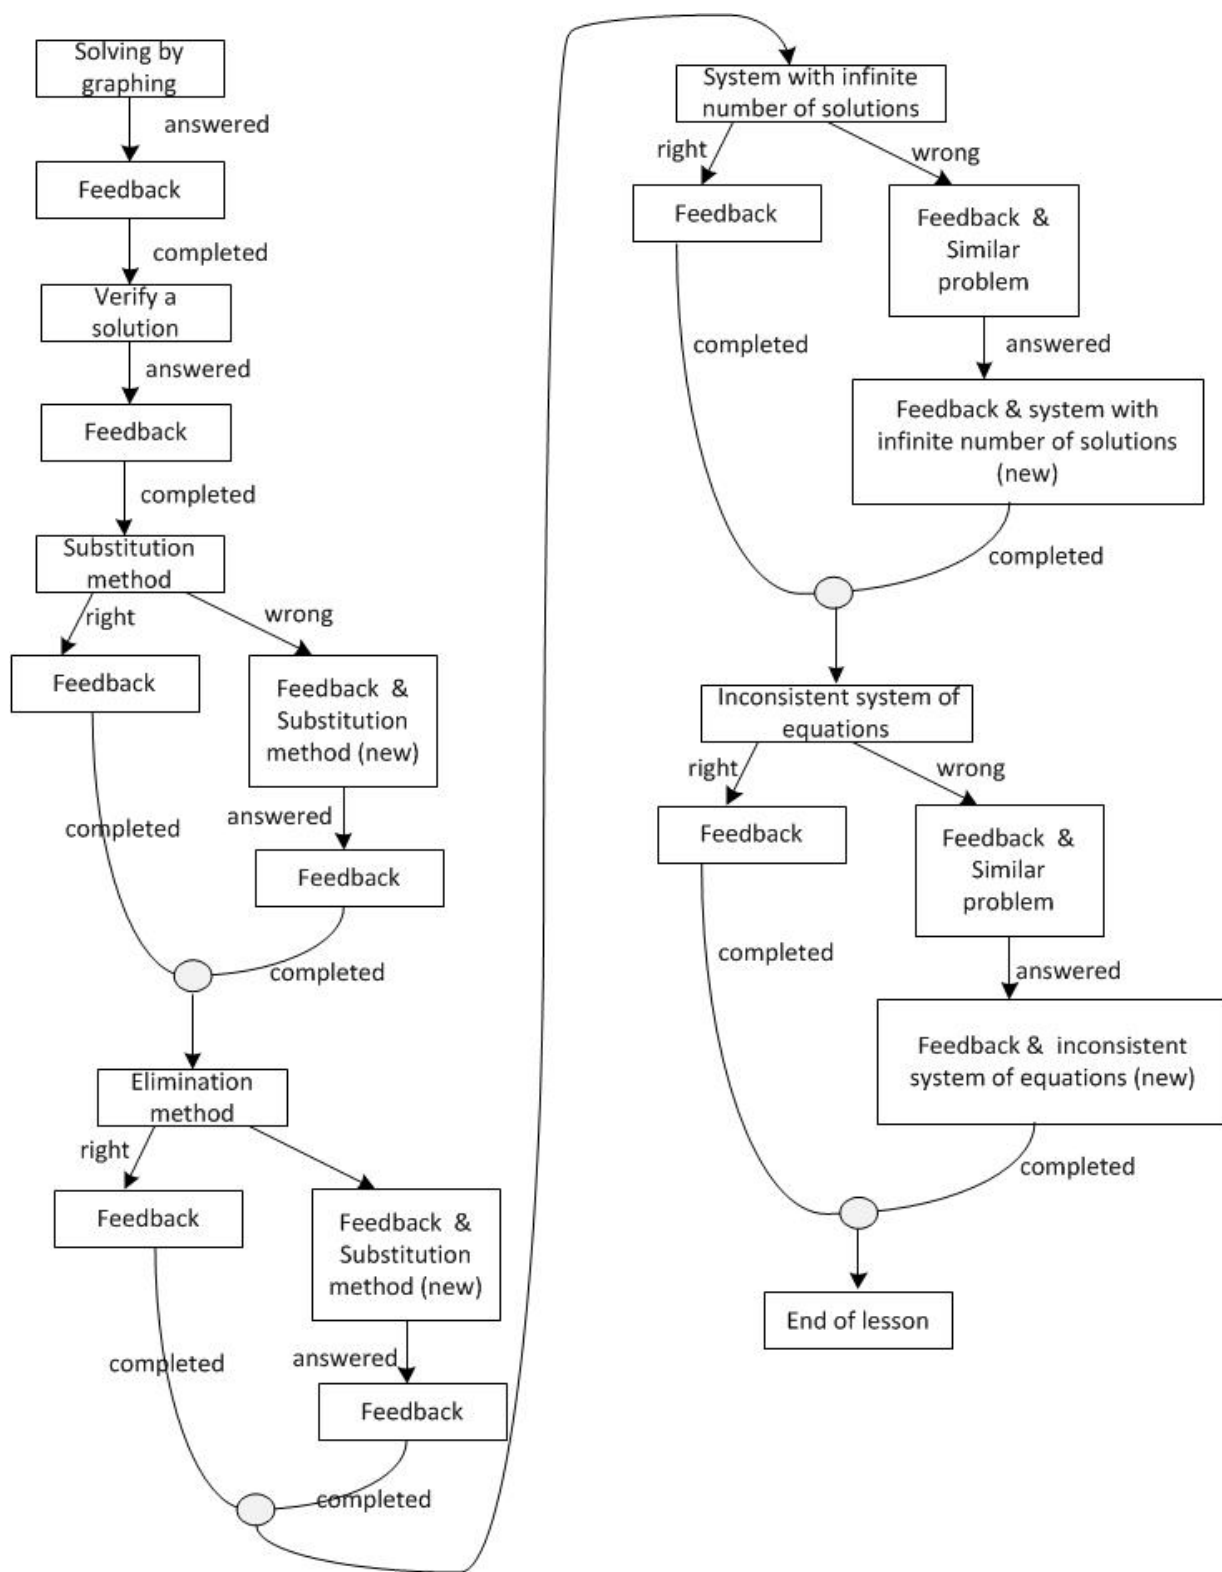 Solving by
graphing
answered
Feedback
completed
Verify a
solution
answered
Feedback
completed
Substitution
method
right
wrong
Feedback
Feedback &
Substitution
method (new)
answered
completed
Feedback
completed
Elimination
method
right
Feedback
Feedback &
Substitution
method (new)
answered
completed
Feedback
completed
System with infinite
number of solutions
right
wrong
Feedback
Feedback &
Similar
problem
completed
answered
Feedback & system with
infinite number of solutions
(new)
completed
Inconsistent system of
equations
right
wrong
Feedback
Feedback &
Similar
problem
completed
answered
Feedback & inconsistent
system of equations (new)
completed
End of lesson